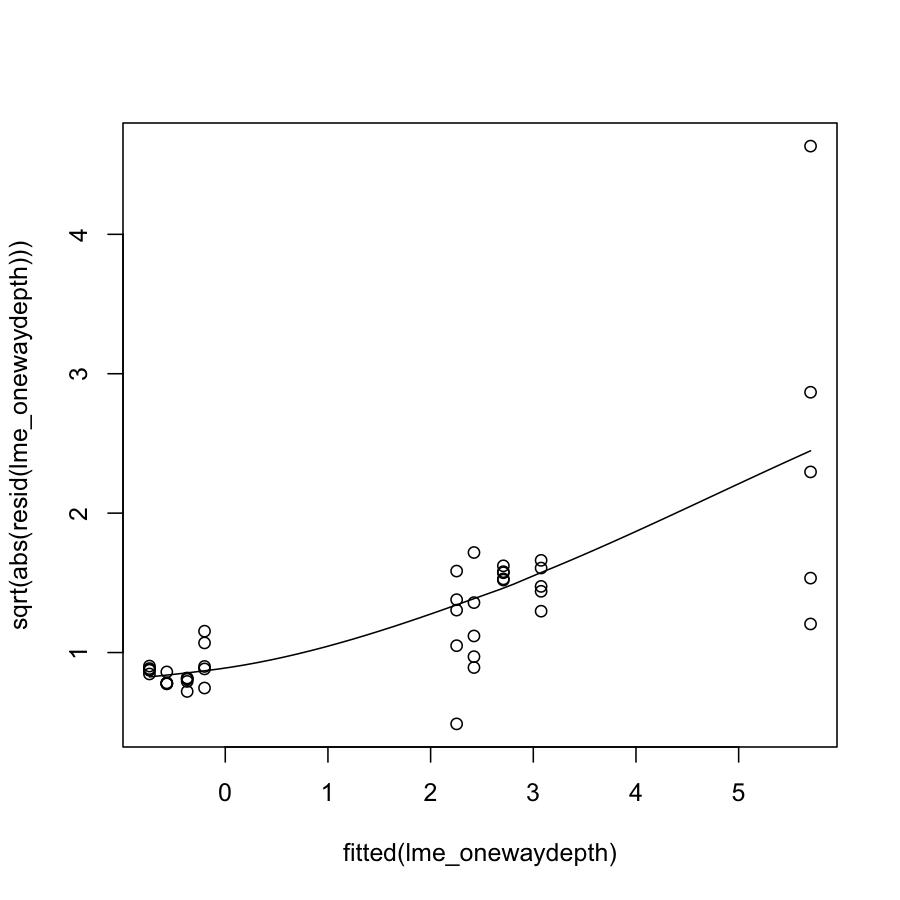 sqrt(abs(resid(lme_onewaydepth)))
4
3
2
1
0 1 2 3 4 5
fitted(lme_onewaydepth)